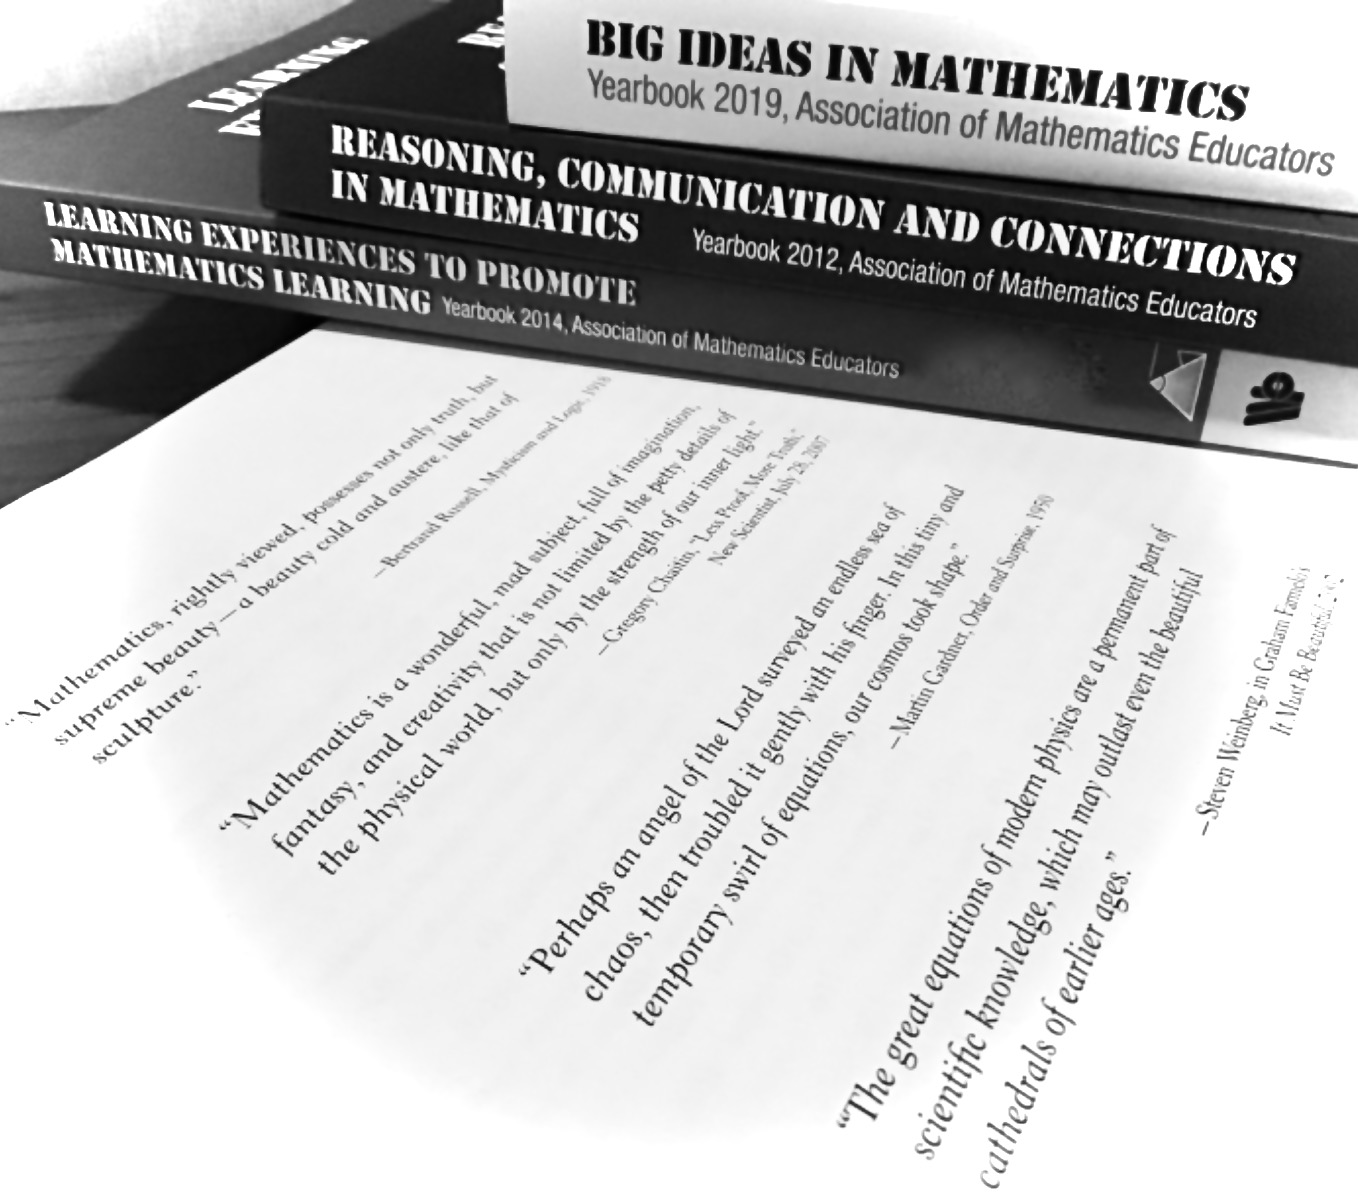 BIG IDEAS IN MATHEMATICS
Yearbook 2019, Association of Mathematics Educators
REASONING, COMMUNICATION AND CONNECTIONS
IN MATHEMATICS Yearbook 2012, Association of Mathematics Educators
LEARNING
LEARNING EXPERIENCES TO PROMOTE
MATHEMATICS LEARNING Yearbook 2014, Association of Mathematics Educators
“Mathematics, rightly viewed, possesses not only truth, but
supreme beauty — a beauty cold and austere, like that of
sculpture.”
—Bertrand Russell, Mysticism and Logic, 1918
“Mathematics is a wonderful, mad subject, full of imagination,
fantasy, and creativity that is not limited by the petty details of
the physical world, but only by the strength of our inner light.”
—Gregory Chaitin, “Less Proof, More Truth,”
New Scientist, July 28, 2007
“Perhaps an angel of the Lord surveyed an endless sea of
chaos, then troubled it gently with his finger. In this tiny and
temporary swirl of equations, our cosmos took shape.”
—Martin Gardner, Order and Surprise, 1950
“The great equations of modern physics are a permanent part of
scientific knowledge, which may outlast even the beautiful
cathedrals of earlier ages.”
—Steven Weinberg, in Graham
It Must Be Beautiful,